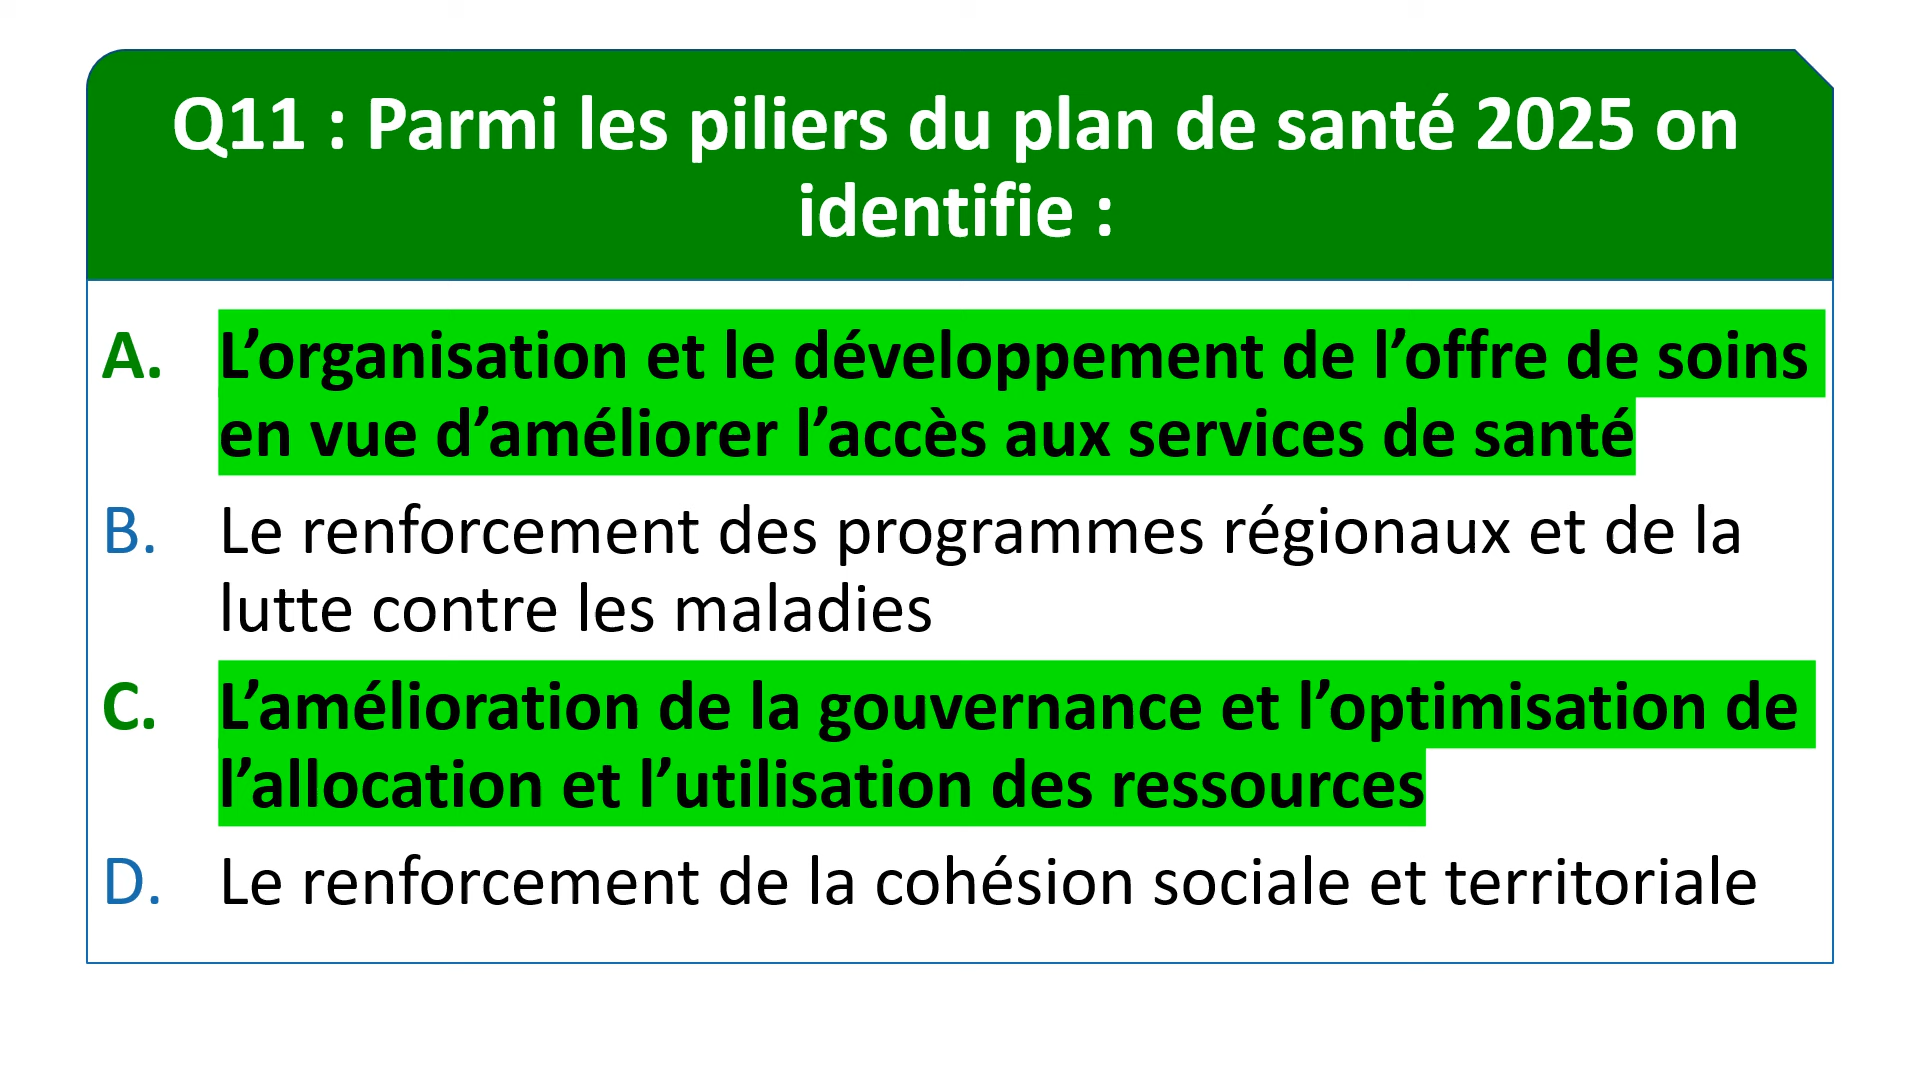 Q11 : Parmi les piliers du plan de santé 2025 on
identifie :
A. L’organisation et le développement de l’offre de soins
en vue d’améliorer l’accès aux services de santé
B. Le renforcement des programmes régionaux et de la
lutte contre les maladies
C. L’amélioration de la gouvernance et l’optimisation de
l’allocation et l’utilisation des ressources
D. Le renforcement de la cohésion sociale et territoriale